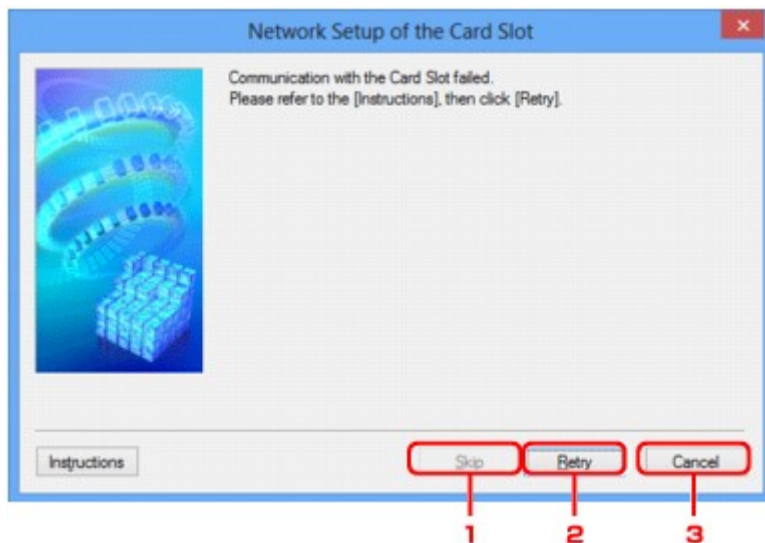 Network Setup of the Card Slot
Communication with the Card Slot failed.
Please refer to the [Instructions], then click [Retry].
Instructions
Skip
Retry
Cancel
1
2
3